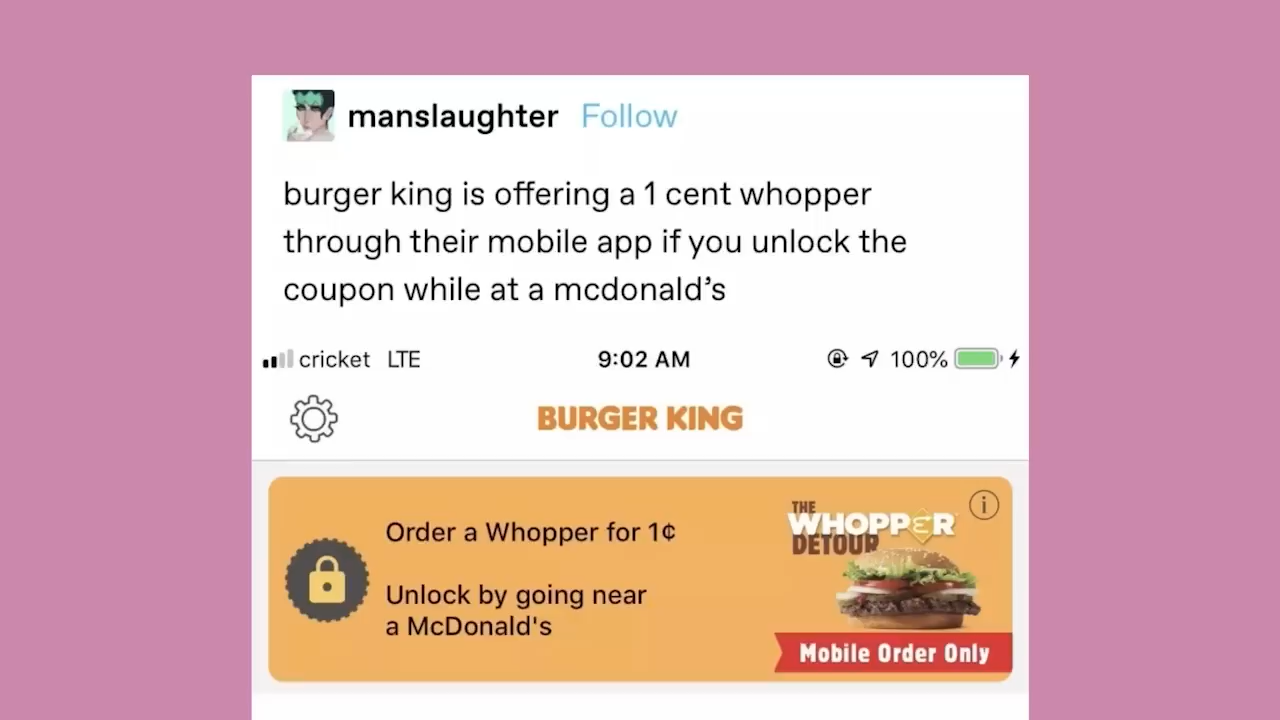 manslaughter Follow
burger king is offering a 1 cent whopper
through their mobile app if you unlock the
coupon while at a mcdonald’s
cricket LTE 9:02 AM 100%
BURGER KING
Order a Whopper for 1¢
Unlock by going near
a McDonald's
THE
WHOPPER
DETOUR
i
Mobile Order Only